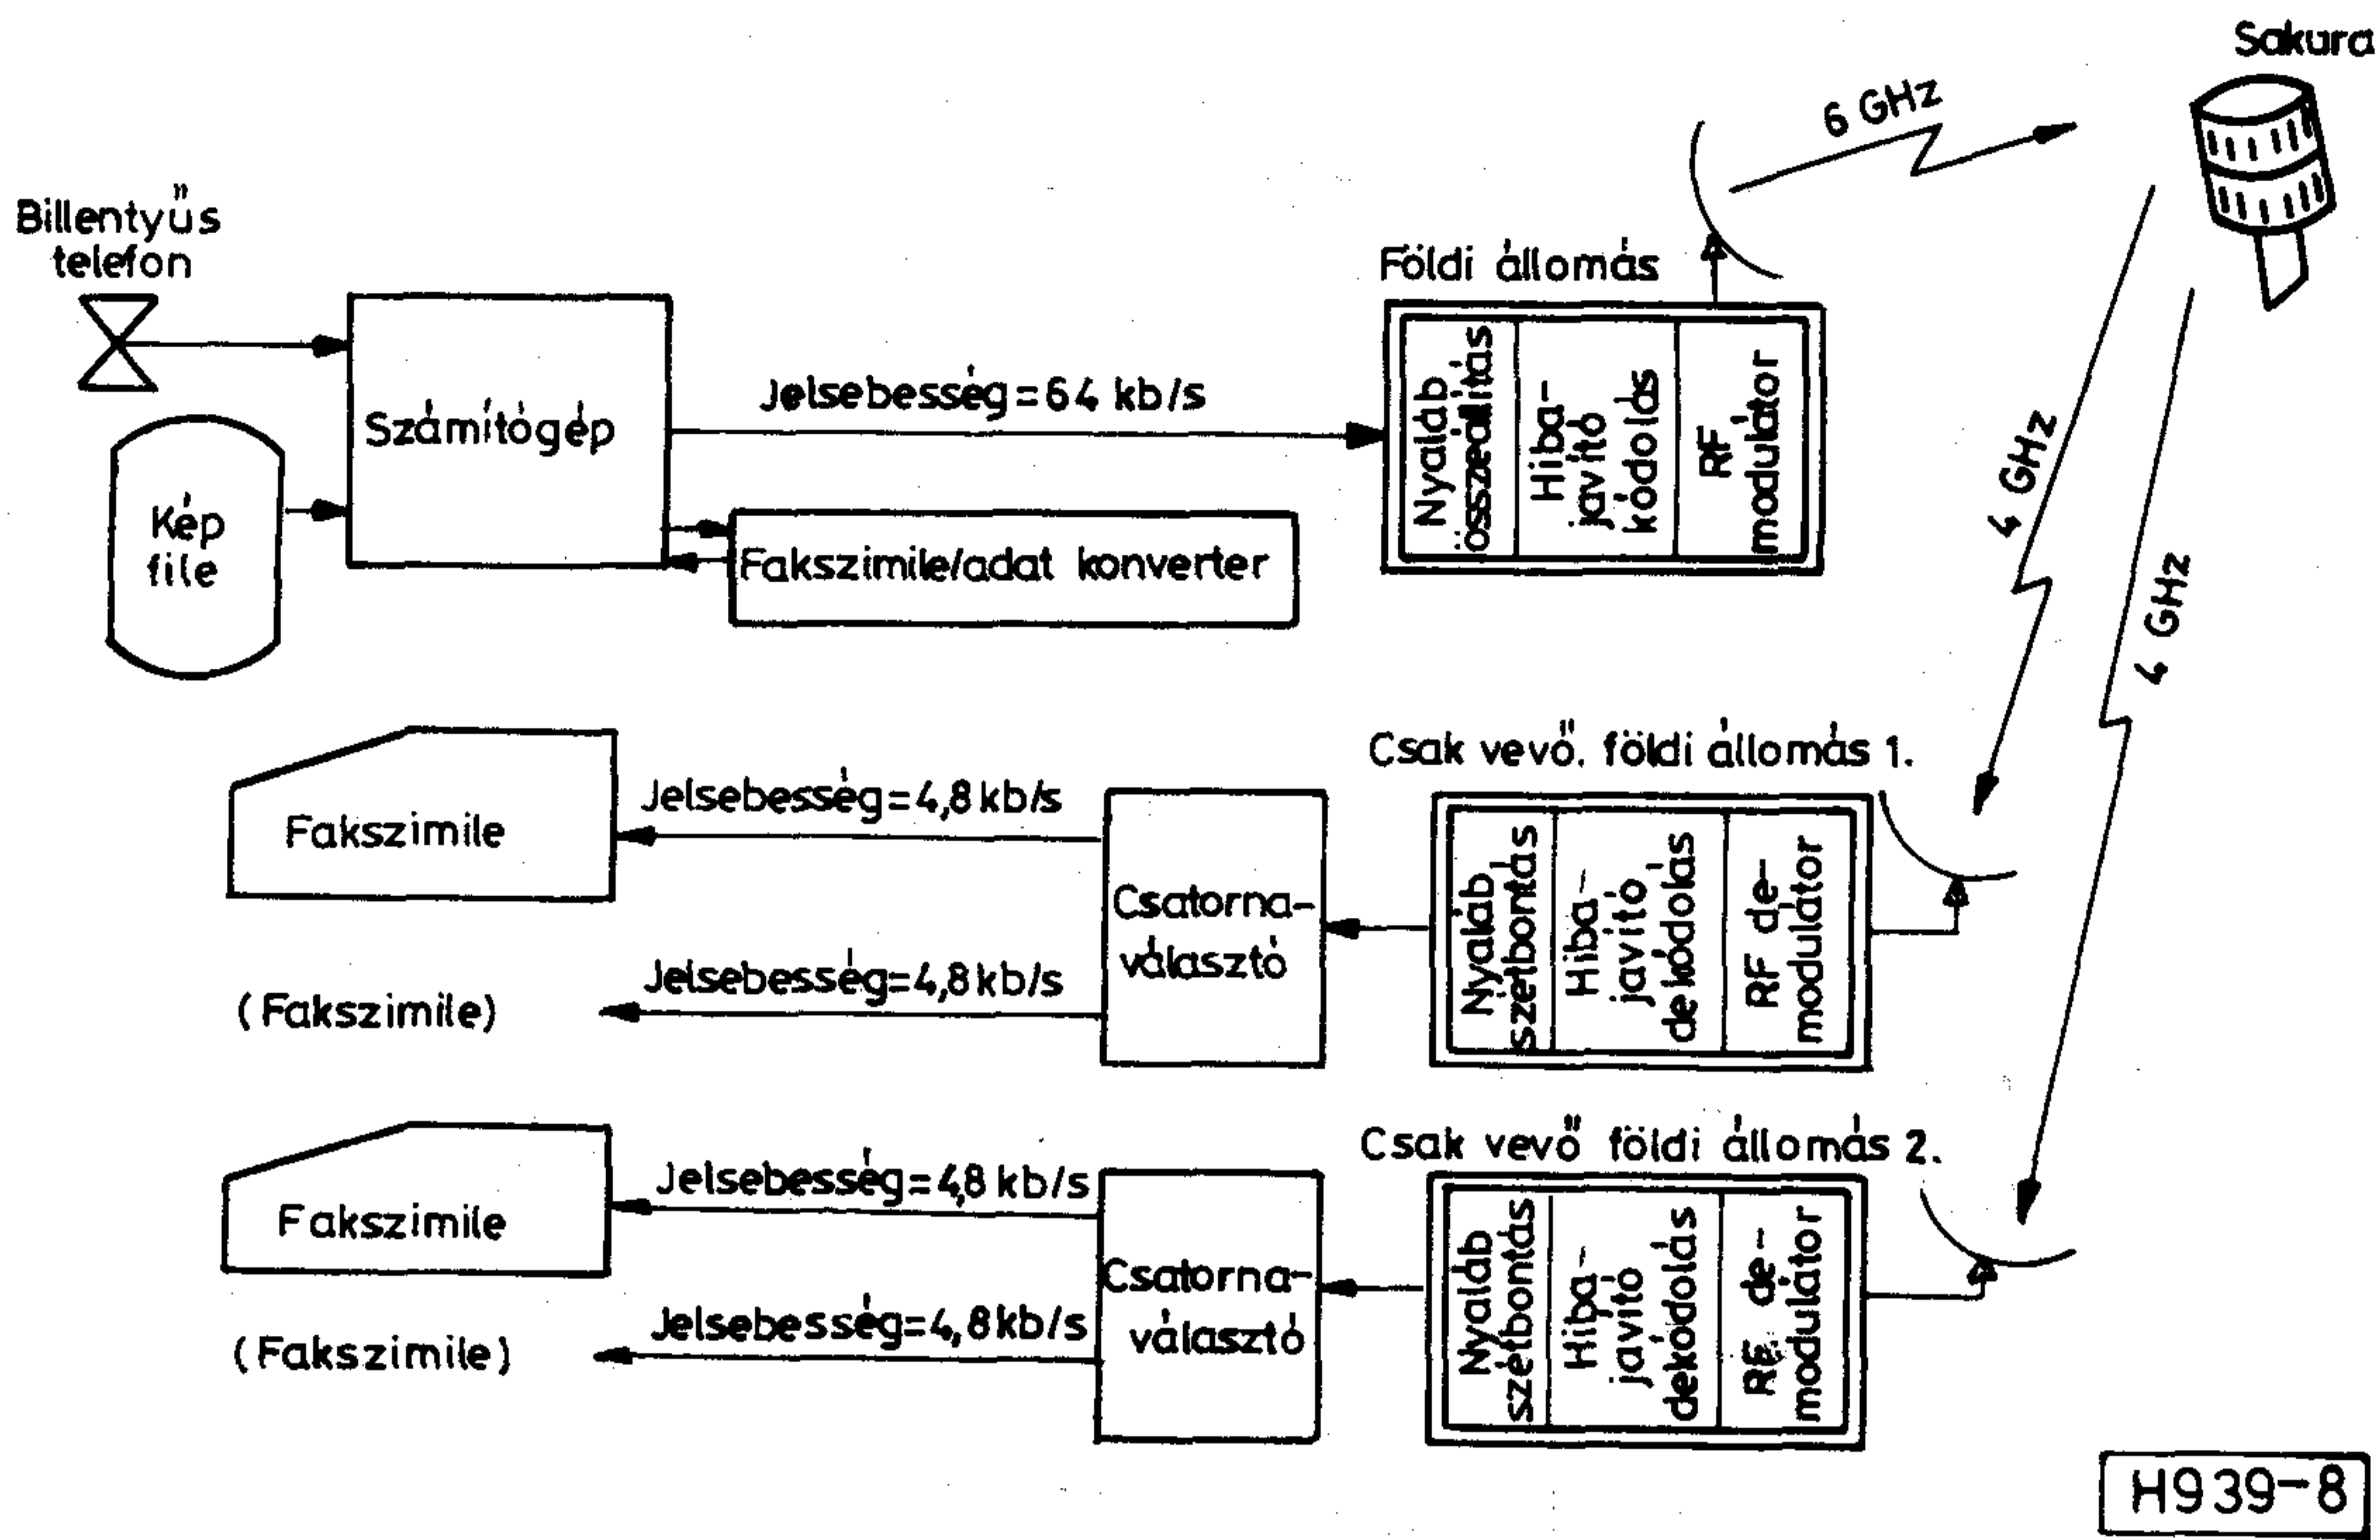 Sakura
6 GHz
Billentyűs
telefon
Földi állomás
Számítógép
Jelsebesség=64 kb/s
Nyaláb
összeállítás
Hiba-
javító
kódolás
RF
modulátor
Kép
file
Fakszimile/adat konverter
4 GHz
4 GHz
Csak vevő. földi állomás 1.
Fakszimile
Jelsebesség=4,8 kb/s
Csatorna-
választó
Nyaláb
szétbontás
Hiba-
javító
dekódolás
RF de-
modulátor
(Fakszimile)
Jelsebesség=4,8 kb/s
Csak vevő földi állomás 2.
Fakszimile
Jelsebesség=4,8 kb/s
Csatorna-
választó
Nyaláb
szétbontás
Hiba-
javító
dekódolás
RF de-
modulátor
(Fakszimile)
Jelsebesség=4,8 kb/s
H939-8